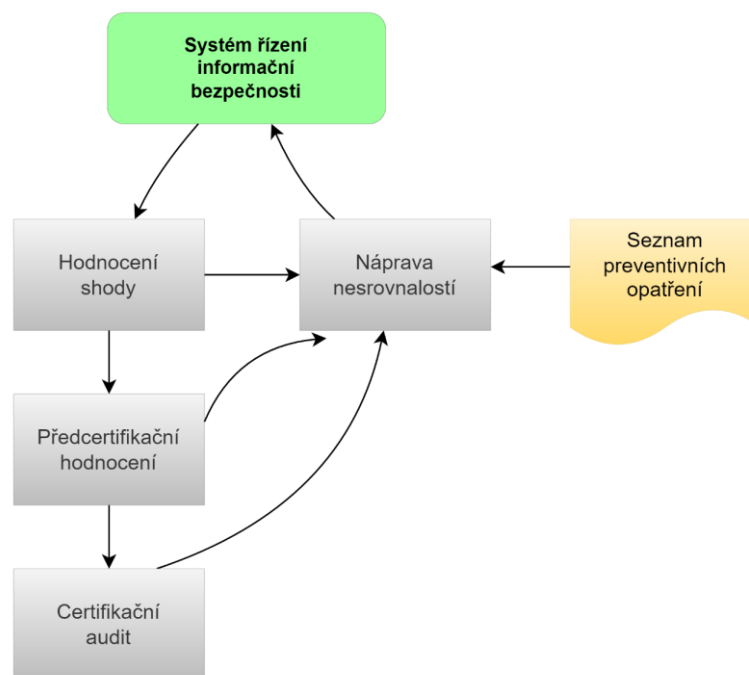 Systém řízení
informační
bezpečnosti
Hodnocení
shody
Náprava
nesrovnalostí
Seznam
preventivních
opatření
Předcertifikační
hodnocení
Certifikační
audit